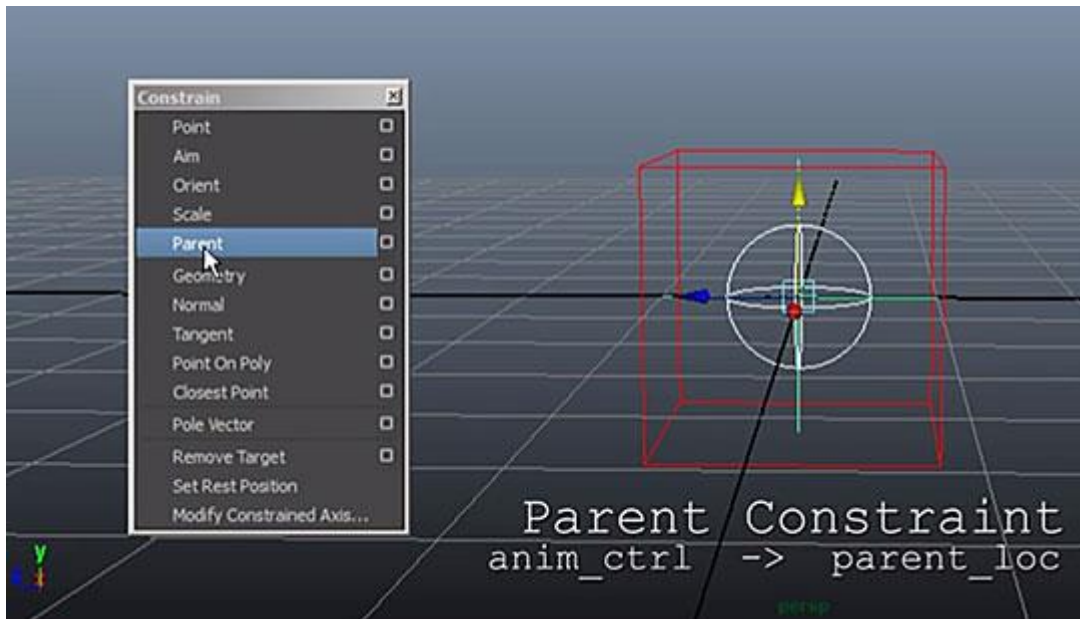 Constrain
Point
Aim
Orient
Scale
Parent
Geometry
Normal
Tangent
Point On Poly
Closest Point
Pole Vector
Remove Target
Set Rest Position
Modify Constrained Axis...
Parent Constraint
anim_ctrl -> parent_loc
y
persp